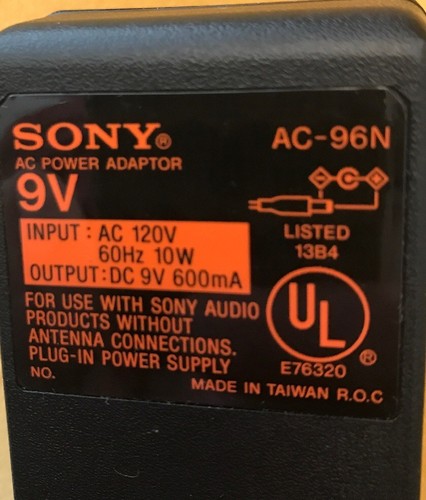 SONY®
AC-96N
AC POWER ADAPTOR
9V
INPUT : AC 120V
60Hz 10W
OUTPUT : DC 9V 600mA
LISTED
13B4
UL ®
E76320
FOR USE WITH SONY AUDIO
PRODUCTS WITHOUT
ANTENNA CONNECTIONS.
PLUG-IN POWER SUPPLY
NO.
MADE IN TAIWAN R.O.C